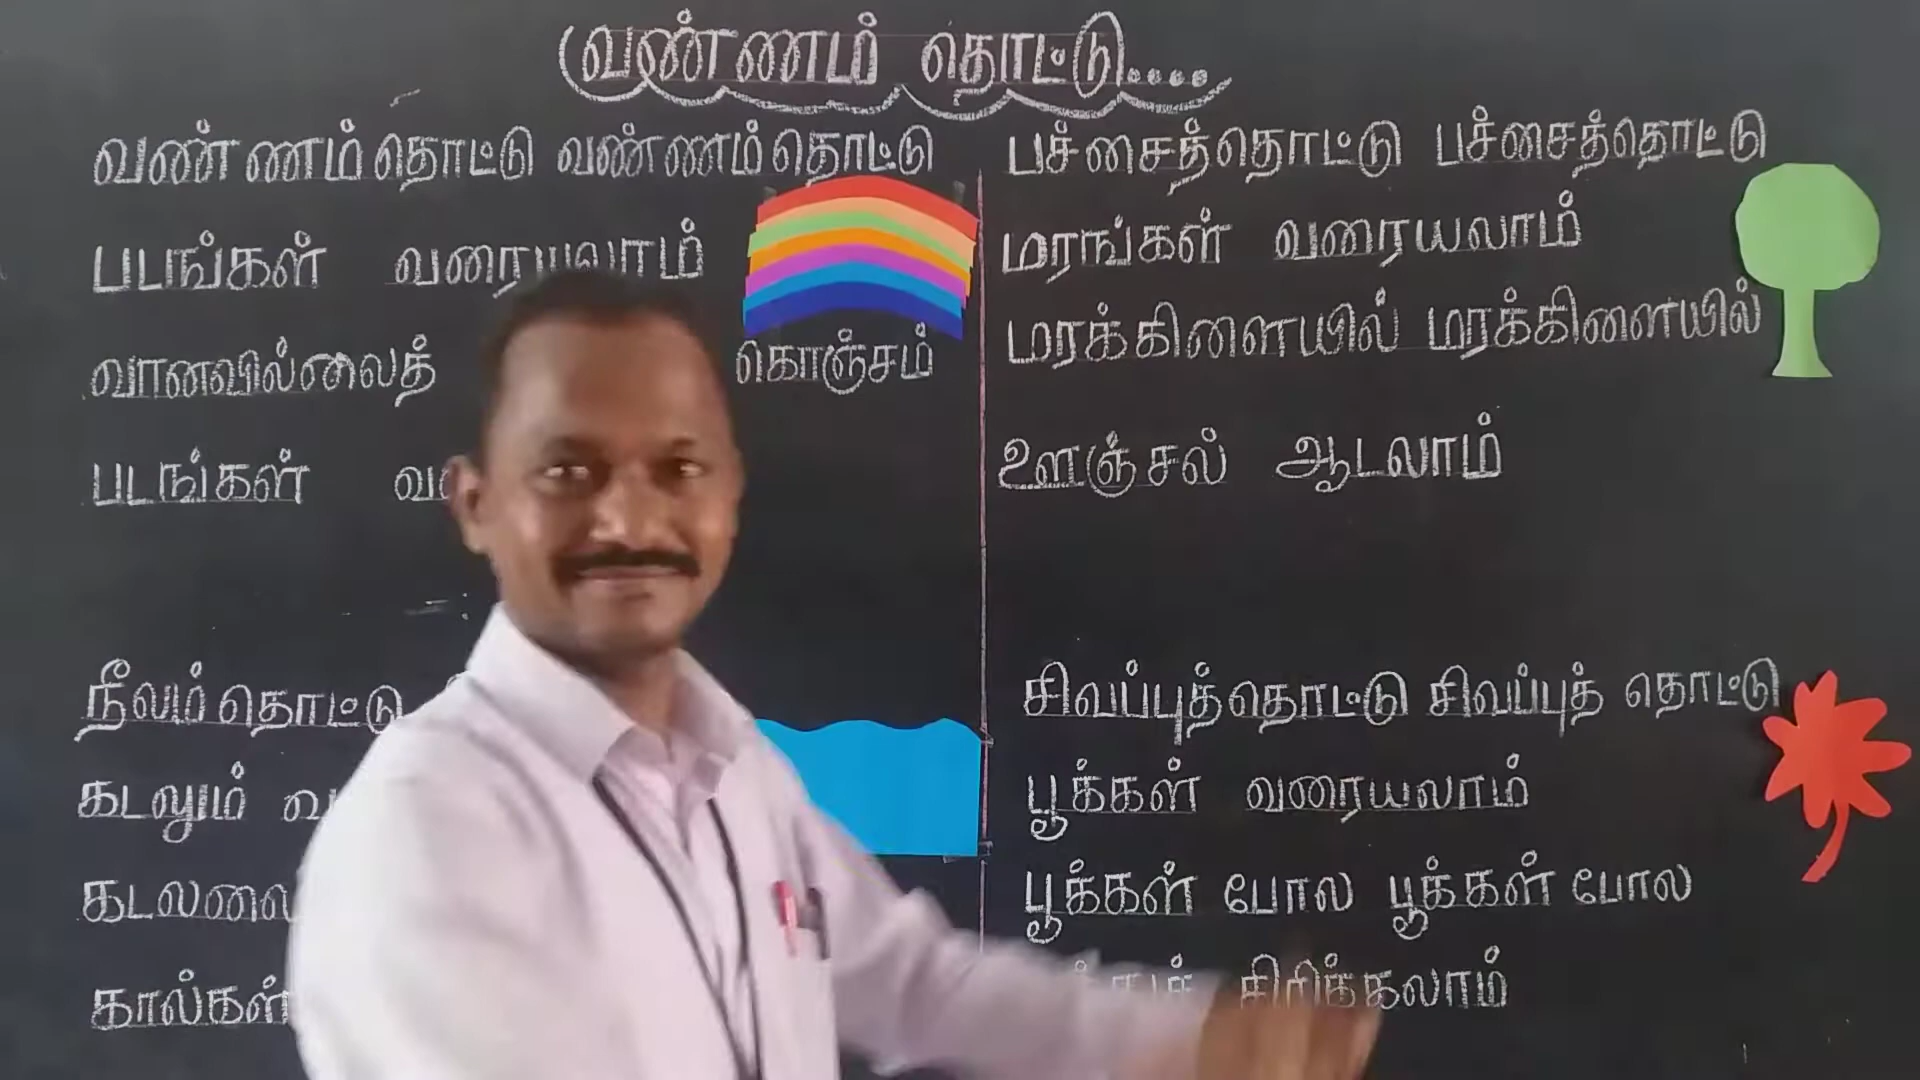 வண்ணம் தொட்டு....
வண்ணம்தொட்டு வண்ணம்தொட்டு
படங்கள் வரையலாம்
வானவில்லைத் கொஞ்சம்
படங்கள்
நீலம்தொட்டு
கடலும்
கால்கள்
பச்சைத்தொட்டு பச்சைத்தொட்டு
மரங்கள் வரையலாம்
மரக்கிளையில் மரக்கிளையில்
ஊஞ்சல் ஆடலாம்
சிவப்புத்தொட்டு சிவப்புத் தொட்டு
பூக்கள் வரையலாம்
பூக்கள் போல பூக்கள் போல
சிரிக்கலாம்